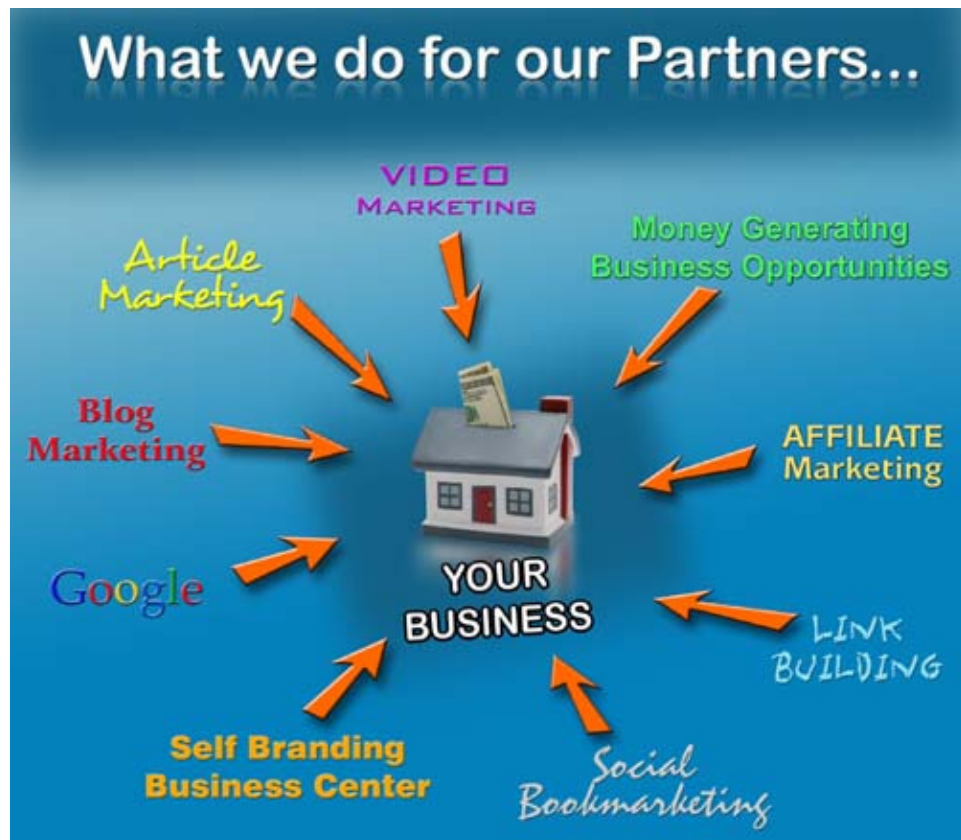 What we do for our Partners...
VIDEO
MARKETING
Money Generating
Business Opportunities
Article
Marketing
Blog
Marketing
AFFILIATE
Marketing
Google
YOUR
BUSINESS
LINK
BUILDING
Self Branding
Business Center
Social
Bookmarketing